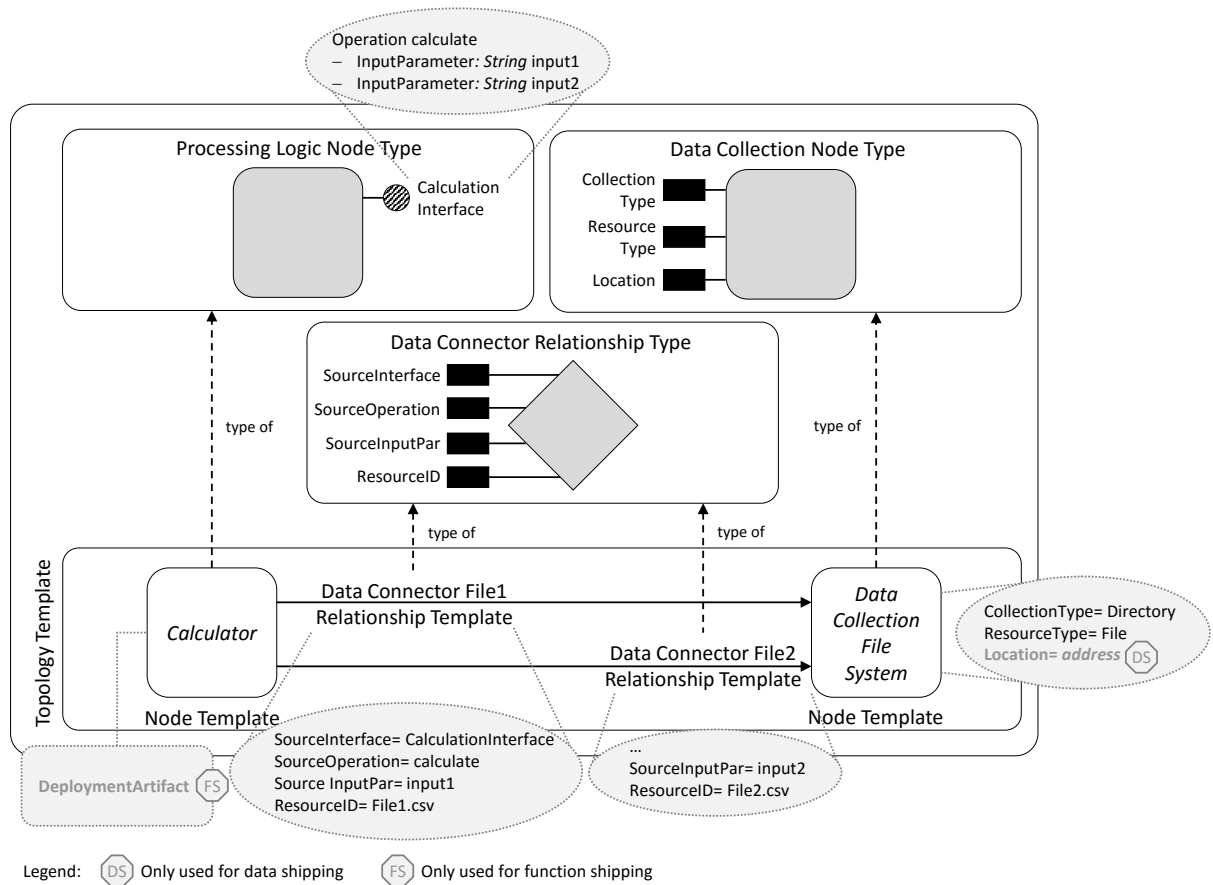 Operation calculate
– InputParameter: String input1
– InputParameter: String input2
Processing Logic Node Type
Calculation
Interface
Data Collection Node Type
Collection
Type
Resource
Type
Location
Data Connector Relationship Type
SourceInterface
SourceOperation
SourceInputPar
ResourceID
type of
type of
type of
type of
Topology Template
Calculator
Node Template
Data Connector File1
Relationship Template
Data Connector File2
Relationship Template
Data
Collection
File
System
Node Template
CollectionType= Directory
ResourceType= File
Location= address DS
DeploymentArtifact FS
SourceInterface= CalculationInterface
SourceOperation= calculate
Source InputPar= input1
ResourceID= File1.csv
...
SourceInputPar= input2
ResourceID= File2.csv
Legend: DS Only used for data shipping FS Only used for function shipping